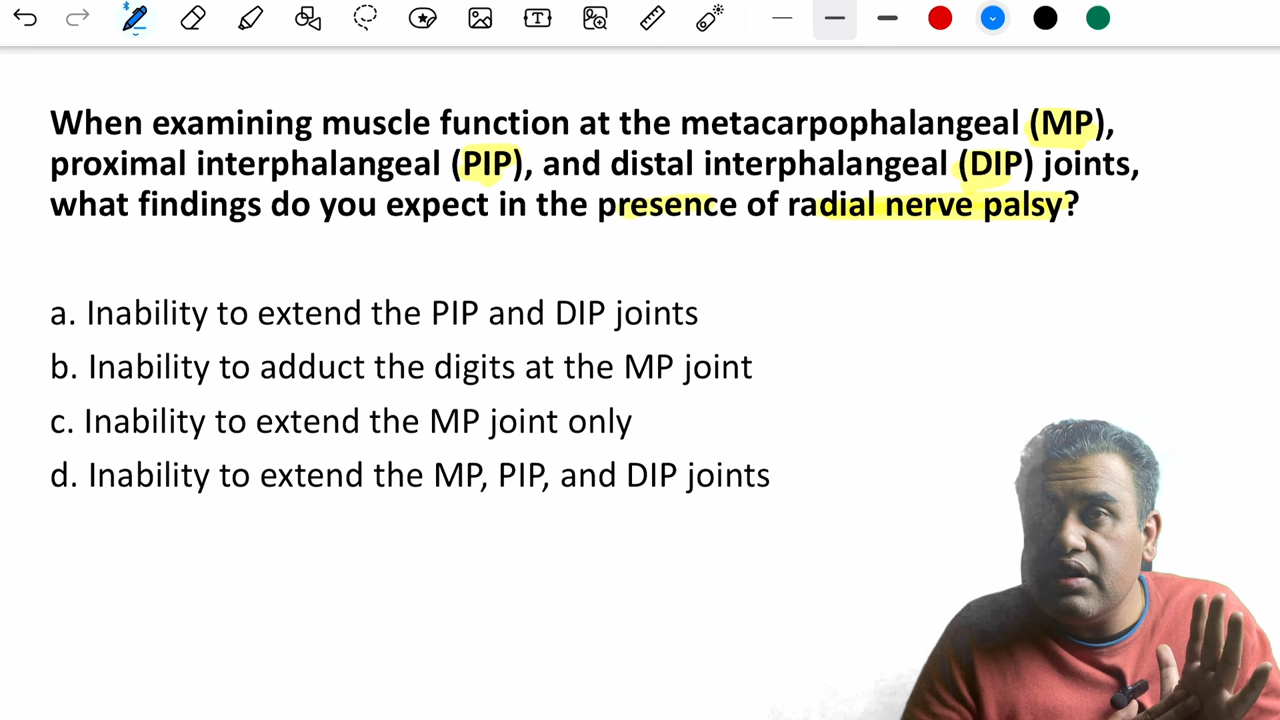 When examining muscle function at the metacarpophalangeal (MP),
proximal interphalangeal (PIP), and distal interphalangeal (DIP) joints,
what findings do you expect in the presence of radial nerve palsy?
a. Inability to extend the PIP and DIP joints
b. Inability to adduct the digits at the MP joint
c. Inability to extend the MP joint only
d. Inability to extend the MP, PIP, and DIP joints